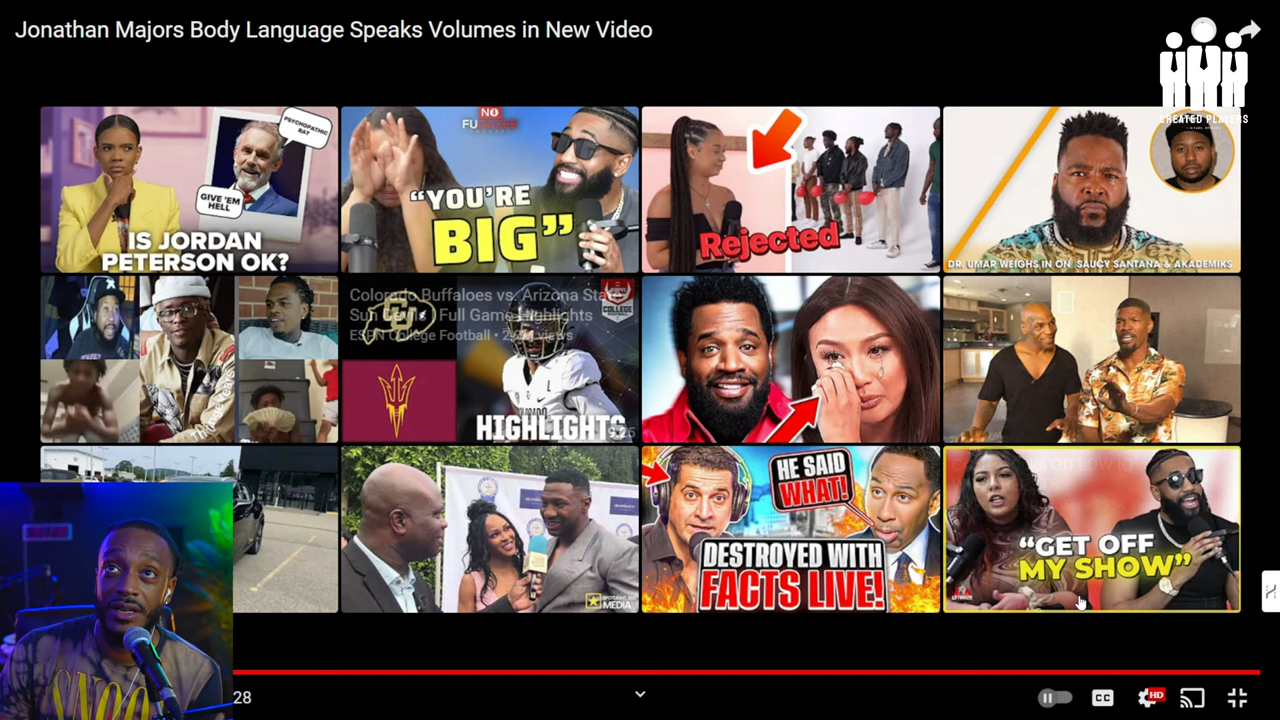 Jonathan Majors Body Language Speaks Volumes in New Video
CREATED PLAYERS
PSYCHOPATHIC
RAT
GIVE 'EM
HELL
IS JORDAN
PETERSON OK?
NO
"YOU'RE
BIG"
Rejected
DR. UMAR WEIGHS IN ON SAUCY SANTANA & AKADEMIKS
Colorado Buffaloes vs. Arizona State
Sun Devils | Full Game Highlights
ESPN College Football •
views
COLLEGE
HIGHLIGHTS
HE SAID
WHAT!
DESTROYED WITH
FACTS LIVE!
MEDIA
"GET OFF
MY SHOW"
28
CC
HD